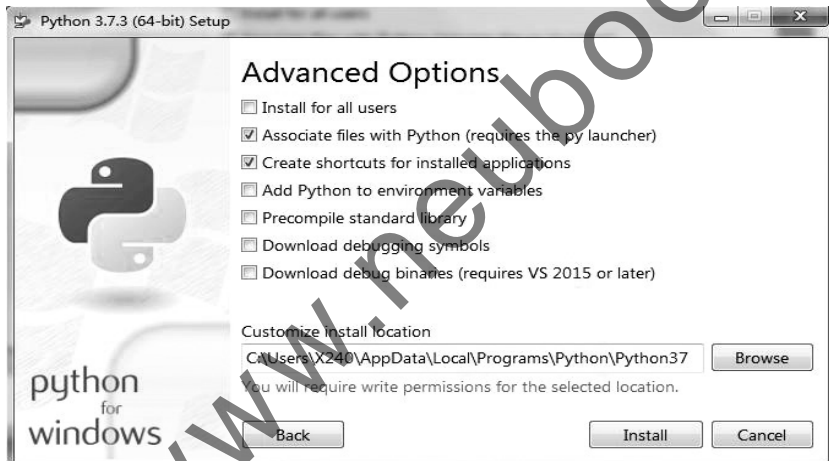 Python 3.7.3 (64-bit) Setup
Advanced Options
Install for all users
Associate files with Python (requires the py launcher)
Create shortcuts for installed applications
Add Python to environment variables
Precompile standard library
Download debugging symbols
Download debug binaries (requires VS 2015 or later)
Customize install location
C:\Users\X240\AppData\Local\Programs\Python\Python37
Browse
You will require write permissions for the selected location.
python
for
windows
Back
Install
Cancel
www.neuboo